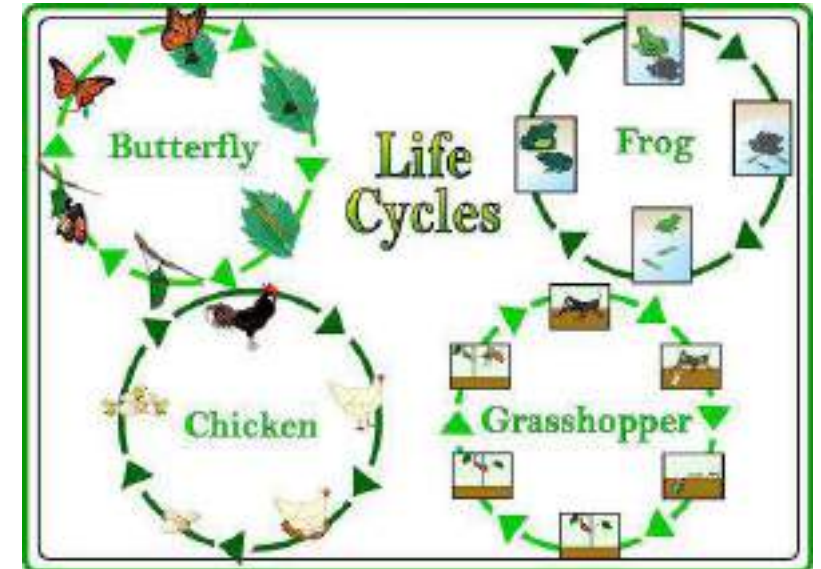 Life
Cycles
Butterfly
Frog
Chicken
Grasshopper